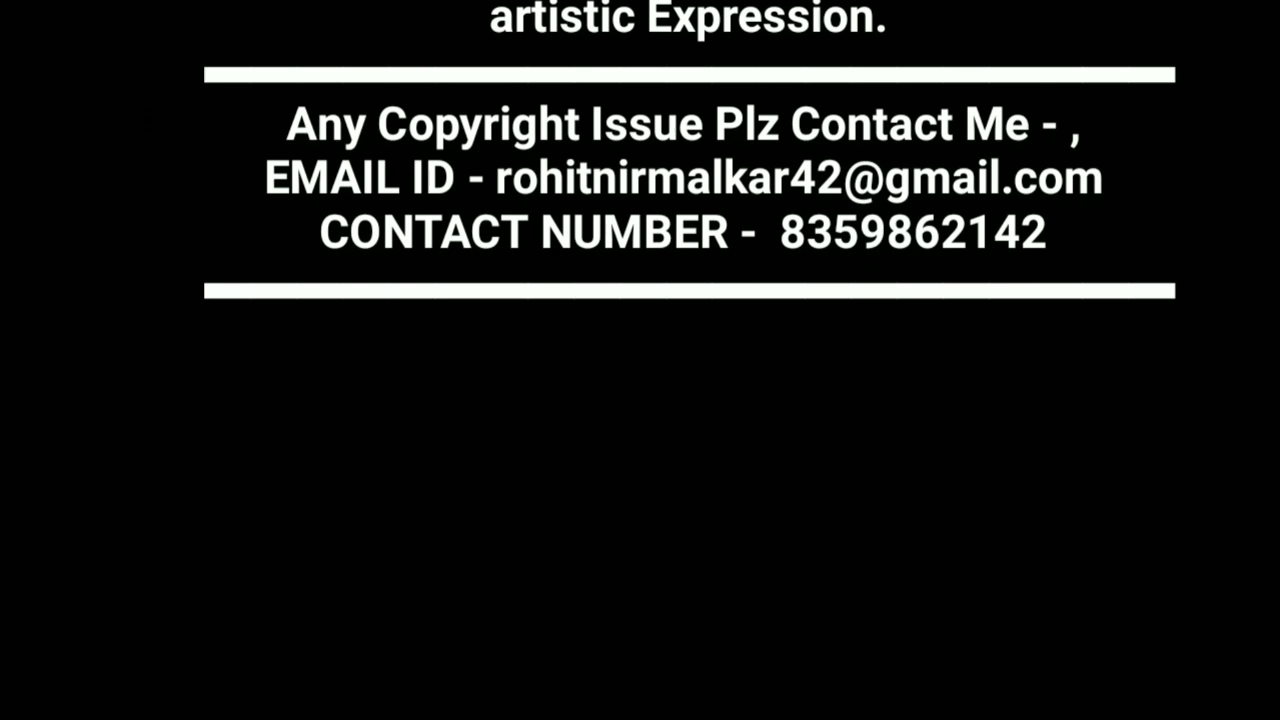 artistic Expression.
Any Copyright Issue Plz Contact Me - ,
EMAIL ID - rohitnirmalkar42@gmail.com
CONTACT NUMBER - 8359862142